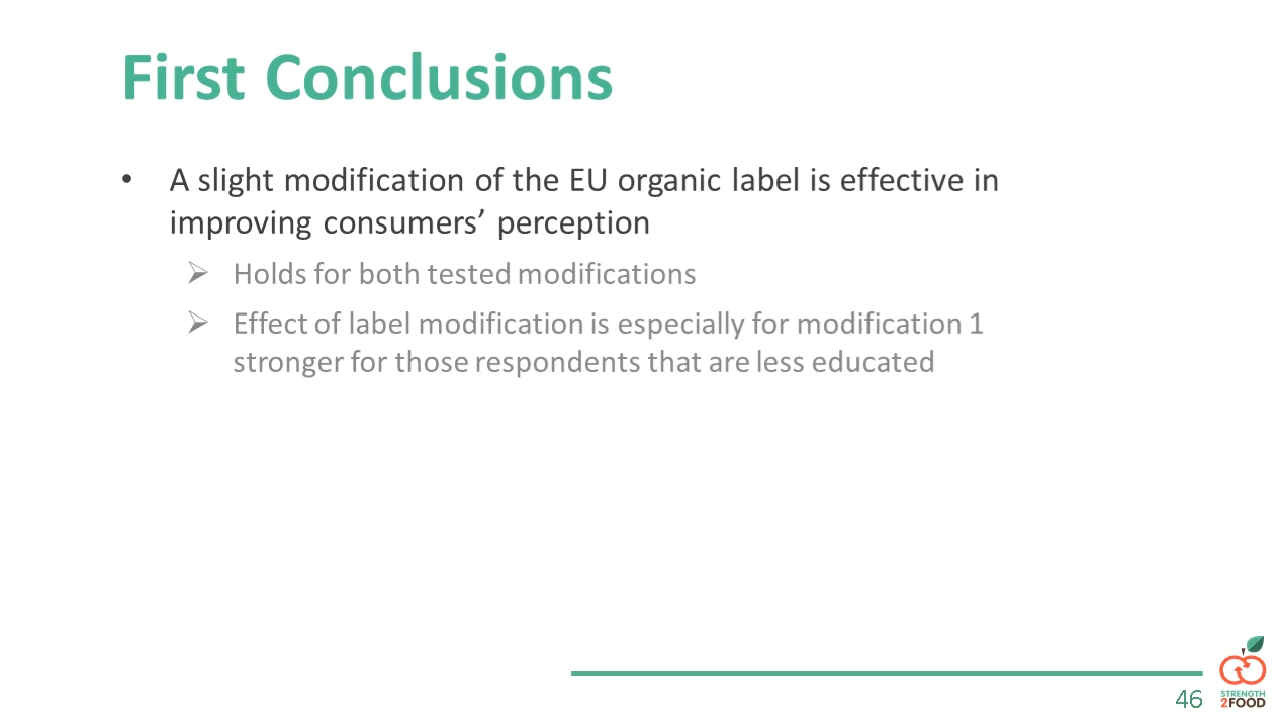 First Conclusions
• A slight modification of the EU organic label is effective in
improving consumers’ perception
➢ Holds for both tested modifications
➢ Effect of label modification is especially for modification 1
stronger for those respondents that are less educated
46
STRENGTH
2FOOD